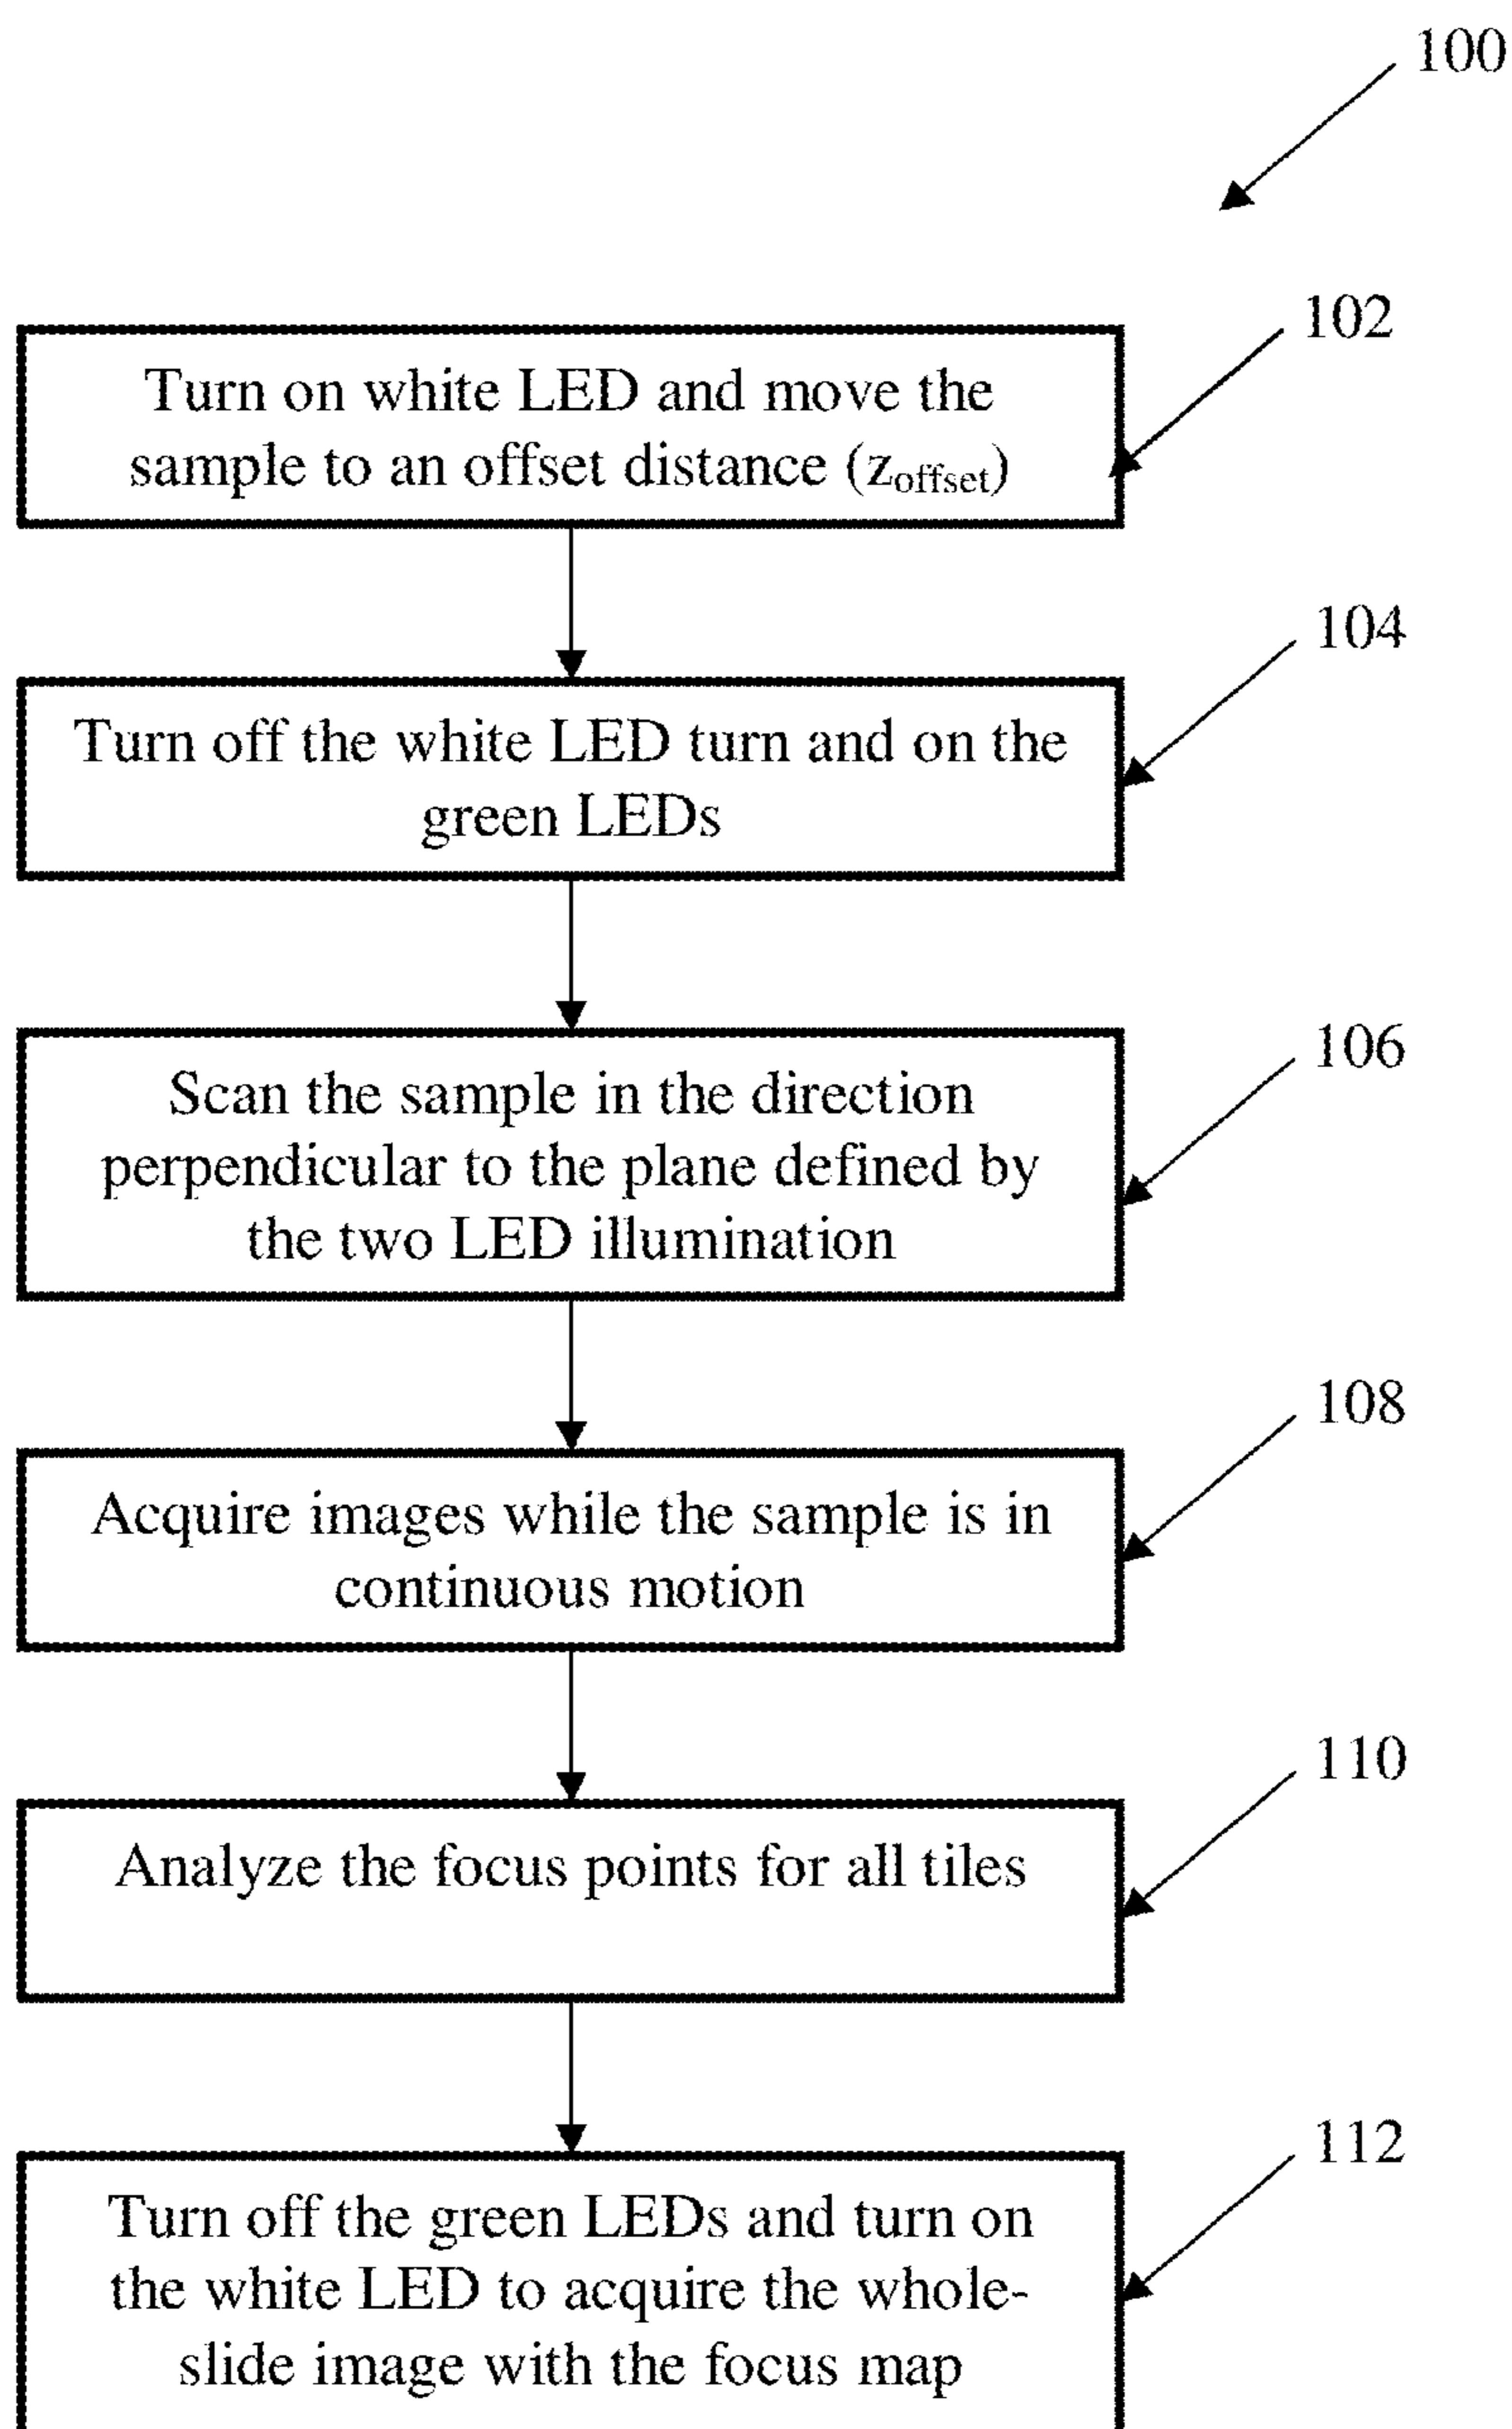 100
102
Turn on white LED and move the
sample to an offset distance (zoffset)
104
Turn off the white LED turn and on the
green LEDs
106
Scan the sample in the direction
perpendicular to the plane defined by
the two LED illumination
108
Acquire images while the sample is in
continuous motion
110
Analyze the focus points for all tiles
112
Turn off the green LEDs and turn on
the white LED to acquire the whole-
slide image with the focus map